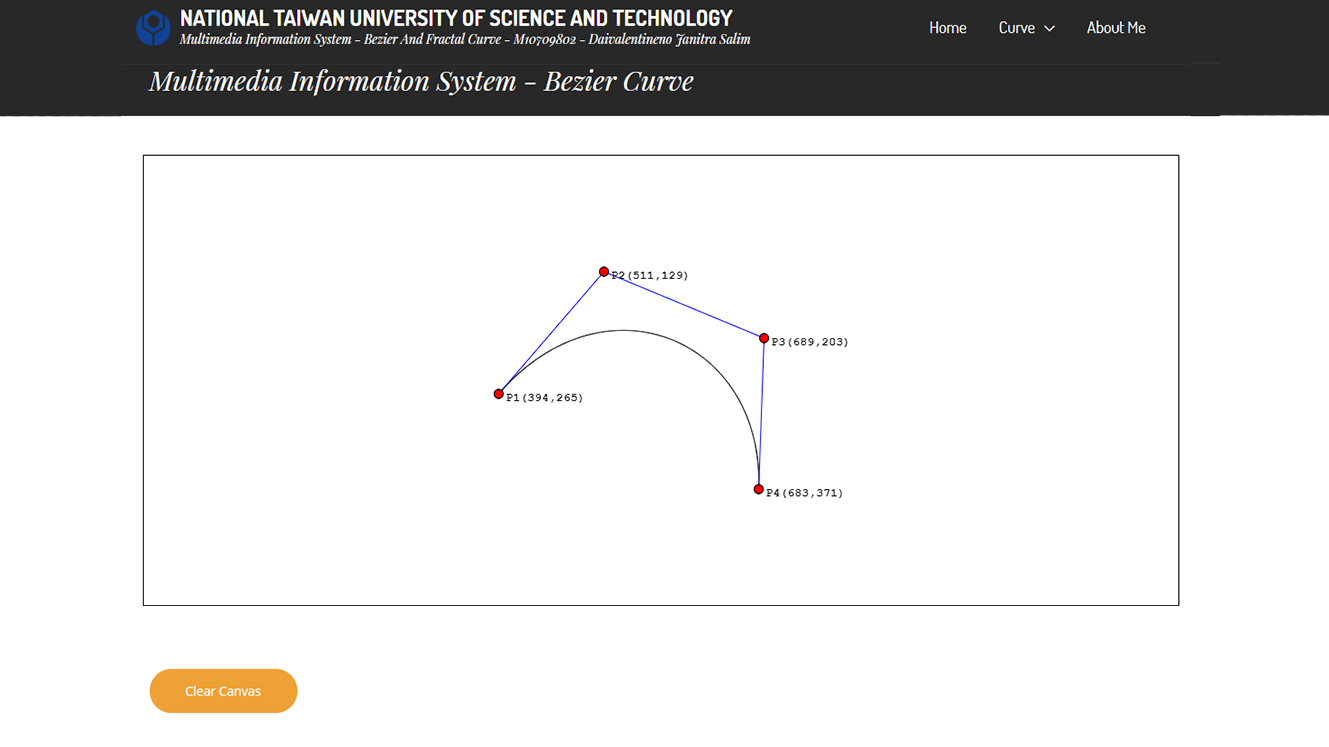 NATIONAL TAIWAN UNIVERSITY OF SCIENCE AND TECHNOLOGY
Multimedia Information System - Bezier And Fractal Curve - M10709802 - Daivalentineno Janitra Salim
Home Curve About Me
Multimedia Information System - Bezier Curve
P2(511,129)
P3(689,203)
P1(394,265)
P4(683,371)
Clear Canvas